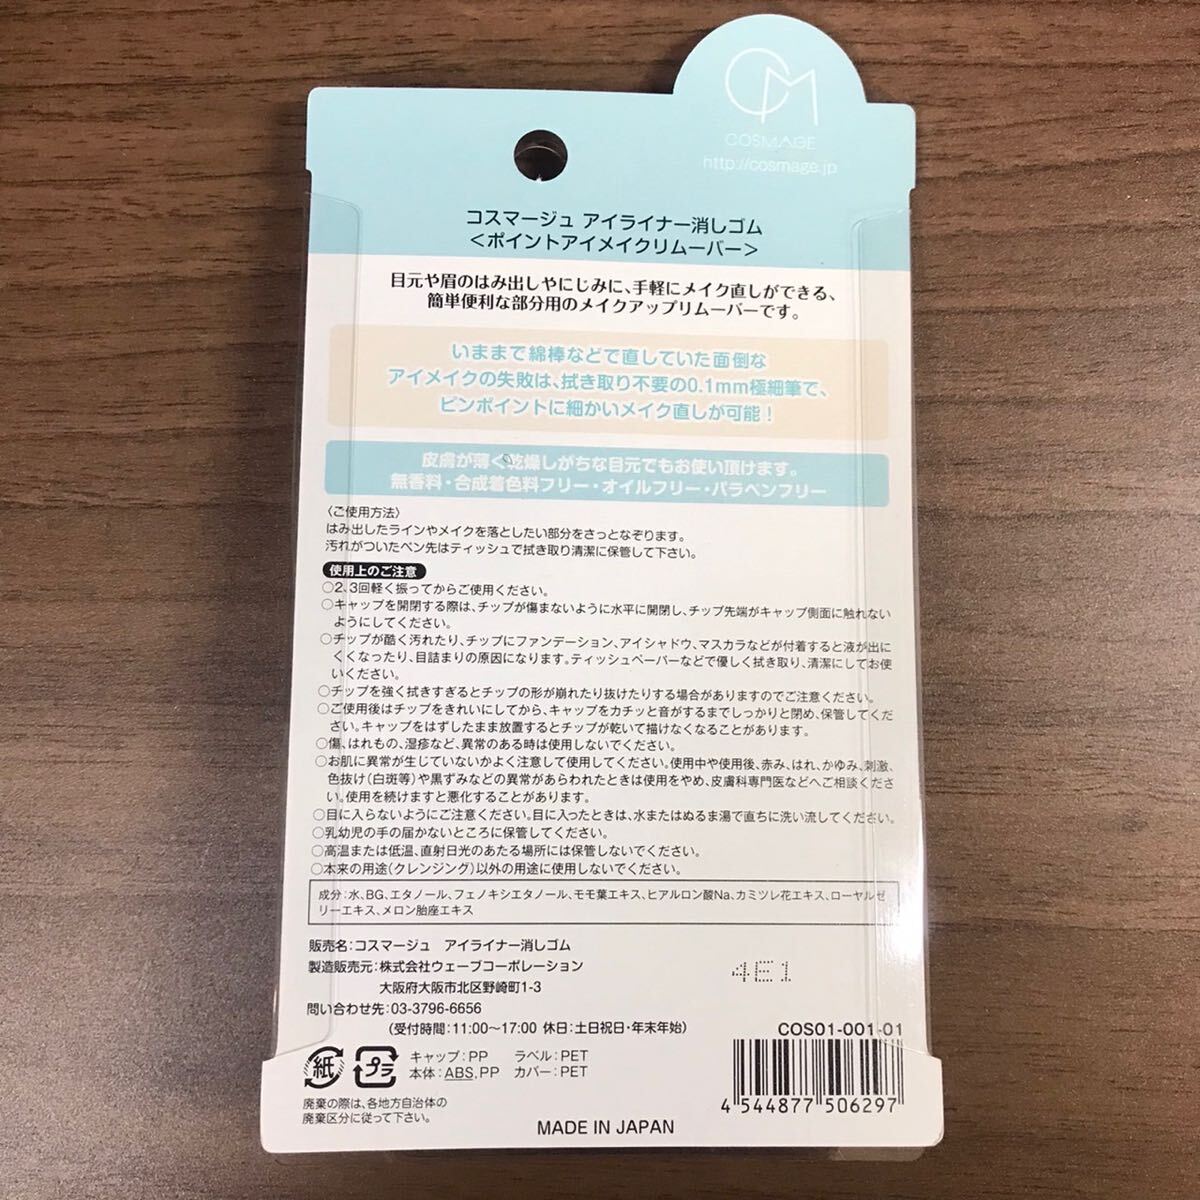 CM
COSMAGE
http://cosmage.jp
コスマージュ アイライナー消しゴム
＜ポイントアイメイクリムーバー＞
目元や眉のはみ出しやにじみに、手軽にメイク直しができる、
簡単便利な部分用のメイクアップリムーバーです。
いままで綿棒などで直していた面倒な
アイメイクの失敗は、拭き取り不要の0.1mm極細筆で、
ピンポイントに細かいメイク直しが可能！
皮膚が薄く乾燥しがちな目元でもお使い頂けます。
無香料・合成着色料フリー・オイルフリー・パラベンフリー
〈ご使用方法〉
はみ出したラインやメイクを落としたい部分をさっとなぞります。
汚れがついたペン先はティッシュで拭き取り清潔に保管して下さい。
使用上のご注意
○2、3回軽く振ってからご使用ください。
○キャップを開閉する際は、チップが傷まないように水平に開閉し、チップ先端がキャップ側面に触れない
ようにしてください。
○チップが酷く汚れたり、チップにファンデーション、アイシャドウ、マスカラなどが付着すると液が出に
くくなったり、目詰まりの原因になります。ティッシュペーパーなどで優しく拭き取り、清潔にしてお使
いください。
○チップを強く拭きすぎるとチップの形が崩れたり抜けたりする場合がありますのでご注意ください。
○ご使用後はチップをきれいにしてから、キャップをカチッと音がするまでしっかりと閉め、保管してくだ
さい。キャップをはずしたまま放置するとチップが乾いて描けなくなることがあります。
○傷、はれもの、湿疹など、異常のある時は使用しないでください。
○お肌に異常が生じていないかよく注意して使用してください。使用中や使用後、赤み、はれ、かゆみ、刺激、
色抜け（白斑等）や黒ずみなどの異常があらわれたときは使用をやめ、皮膚科専門医などへご相談くださ
い。使用を続けますと悪化することがあります。
○目に入らないようにご注意ください。目に入ったときは、水またはぬるま湯で直ちに洗い流してください。
○乳幼児の手の届かないところに保管してください。
○高温または低温、直射日光のあたる場所には保管しないでください。
○本来の用途（クレンジング）以外の用途に使用しないでください。
成分：水、BG、エタノール、フェノキシエタノール、モモ葉エキス、ヒアルロン酸Na、カミツレ花エキス、ローヤルゼ
リーエキス、メロン胎座エキス
販売名：コスマージュ アイライナー消しゴム
製造販売元：株式会社ウェーブコーポレーション
大阪府大阪市北区野崎町1-3
4E1
問い合わせ先：03-3796-6656
（受付時間：11:00〜17:00 休日：土日祝日・年末年始）
COS01-001-01
紙
プラ
キャップ：PP ラベル：PET
本体：ABS,PP カバー：PET
廃棄の際は、各地方自治体の
廃棄区分に従って下さい。
4 544877 506297
MADE IN JAPAN